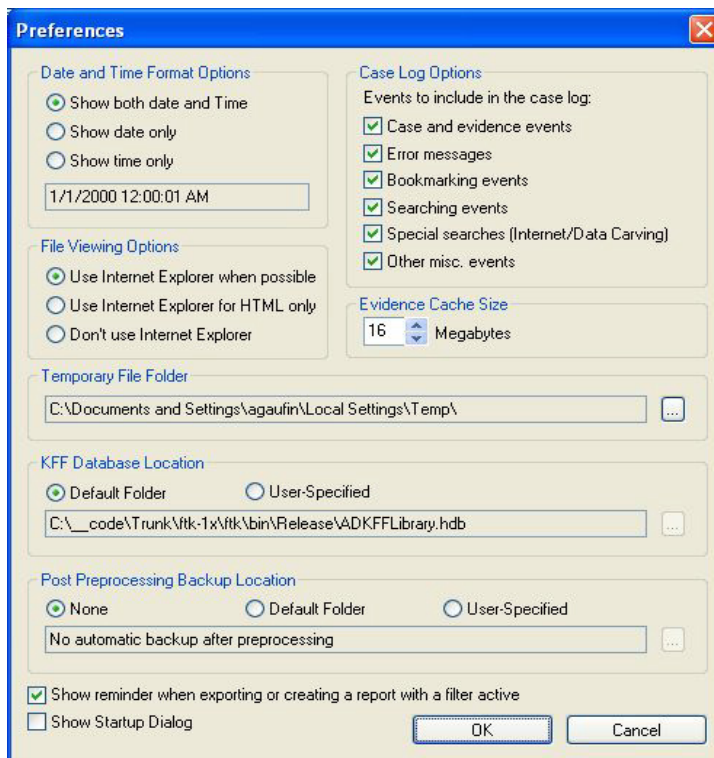 Preferences
Date and Time Format Options
Show both date and Time
Show date only
Show time only
1/1/2000 12:00:01 AM
File Viewing Options
Use Internet Explorer when possible
Use Internet Explorer for HTML only
Don't use Internet Explorer
Case Log Options
Events to include in the case log:
Case and evidence events
Error messages
Bookmarking events
Searching events
Special searches (Internet/Data Carving)
Other misc. events
Evidence Cache Size
16 Megabytes
Temporary File Folder
C:\Documents and Settings\agaufin\Local Settings\Temp\
...
KFF Database Location
Default Folder User-Specified
C:\__code\Trunk\ftk-1x\ftk\bin\Release\ADKFFLibrary.hdb
...
Post Preprocessing Backup Location
None Default Folder User-Specified
No automatic backup after preprocessing
...
Show reminder when exporting or creating a report with a filter active
Show Startup Dialog
OK Cancel